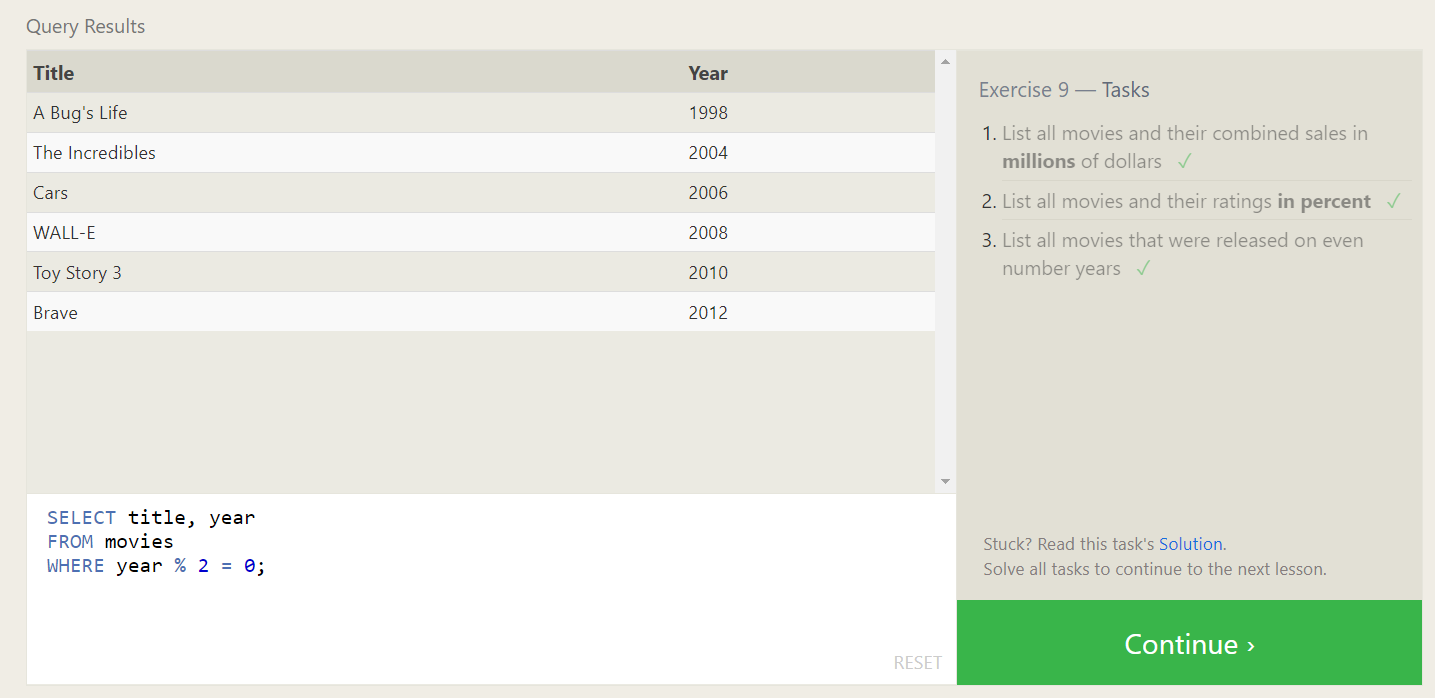 Query Results
Title Year
A Bug's Life 1998
The Incredibles 2004
Cars 2006
WALL-E 2008
Toy Story 3 2010
Brave 2012
SELECT title, year
FROM movies
WHERE year % 2 = 0;
RESET
Exercise 9 — Tasks
1. List all movies and their combined sales in
millions of dollars ✓
2. List all movies and their ratings in percent ✓
3. List all movies that were released on even
number years ✓
Stuck? Read this task's Solution.
Solve all tasks to continue to the next lesson.
Continue ›